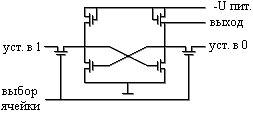 -U пит.
выход
уст. в 1
уст. в 0
выбор
ячейки